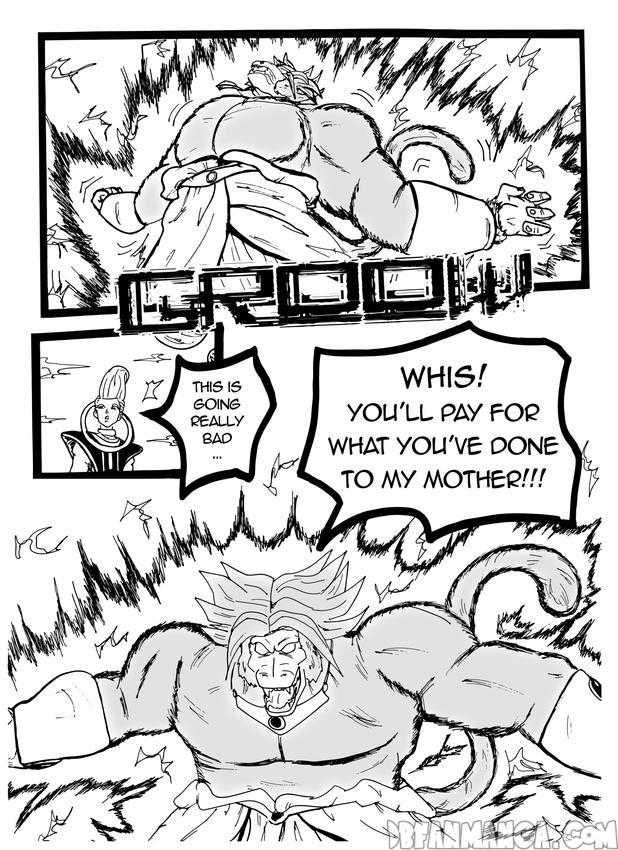 THIS IS
GOING
REALLY
BAD
...
WHIS!
YOU'LL PAY FOR
WHAT YOU'VE DONE
TO MY MOTHER!!!
DBFANMANGA.COM